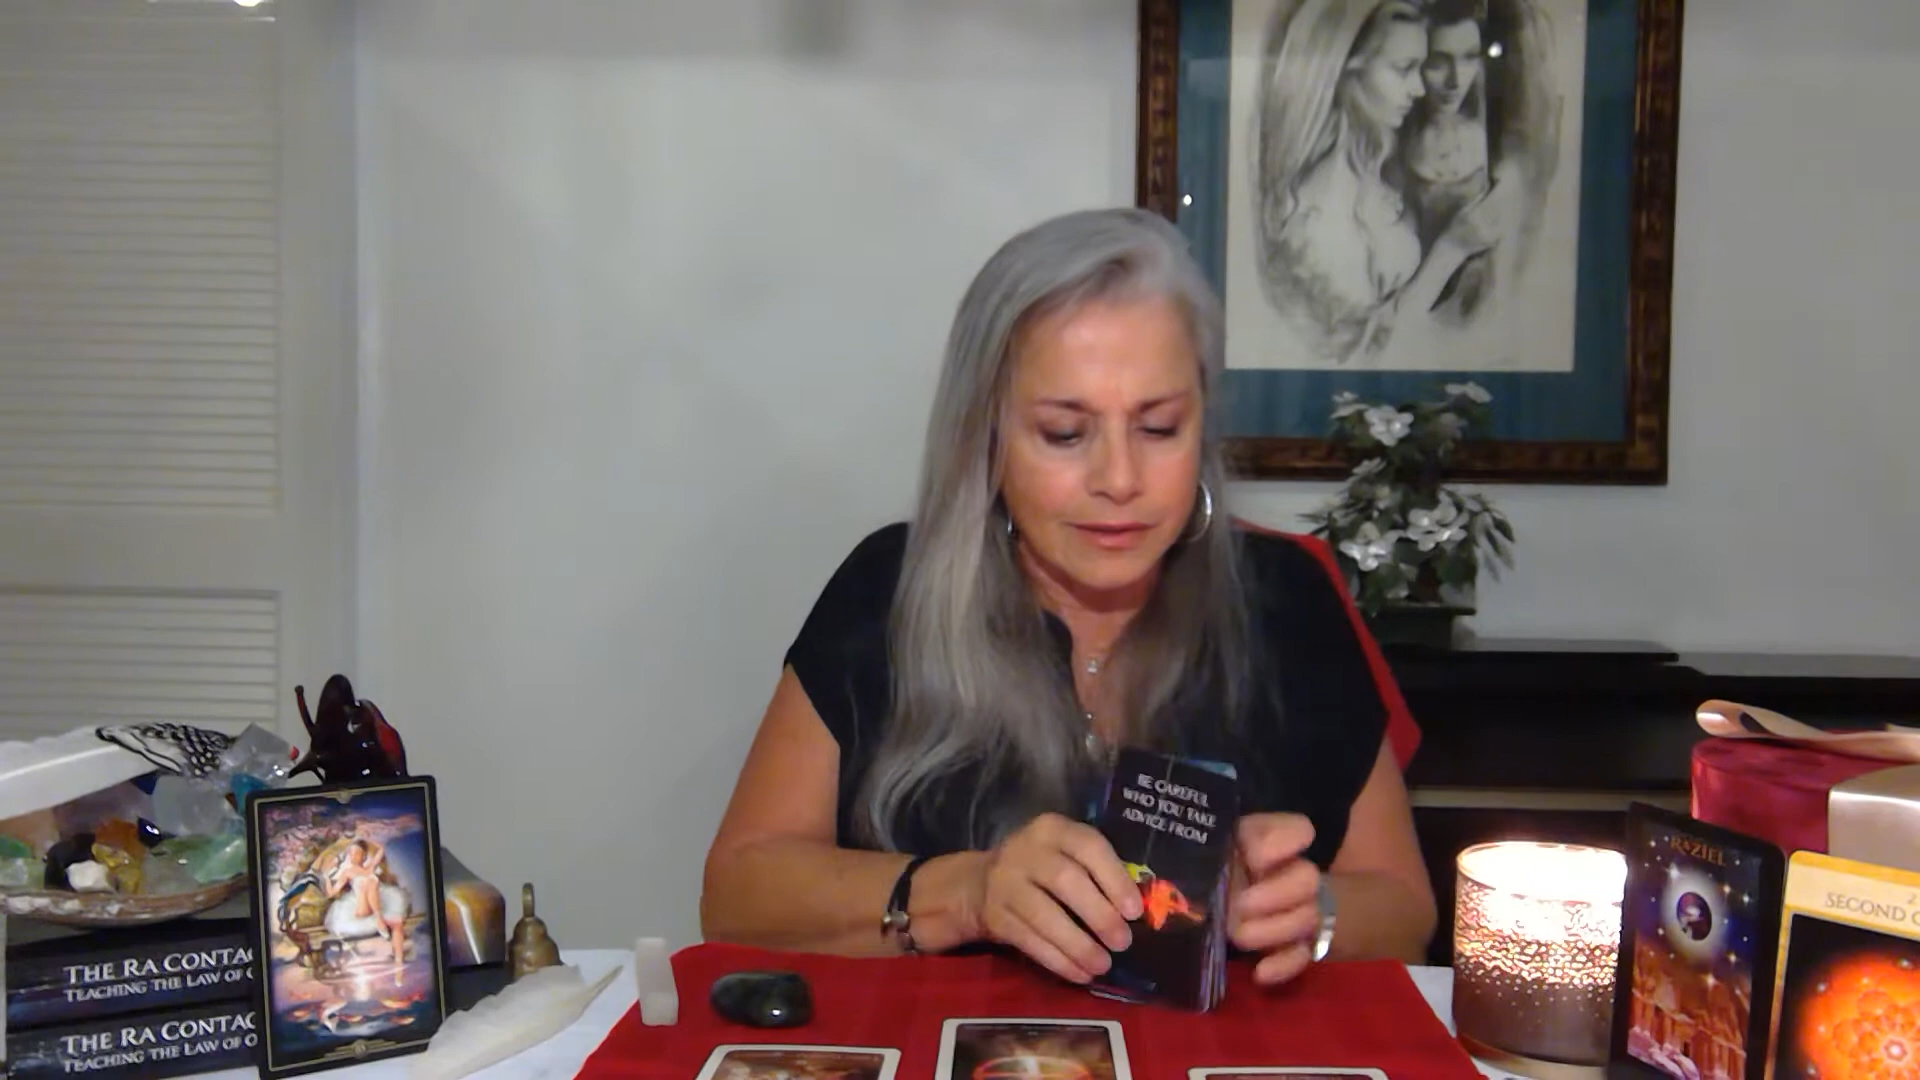 BE CAREFUL
WHO YOU TAKE
ADVICE FROM
THE RA CONTAC
TEACHING THE LAW OF O
THE RA CONTAC
TEACHING THE LAW OF O
RAZIEL
2
SECOND C